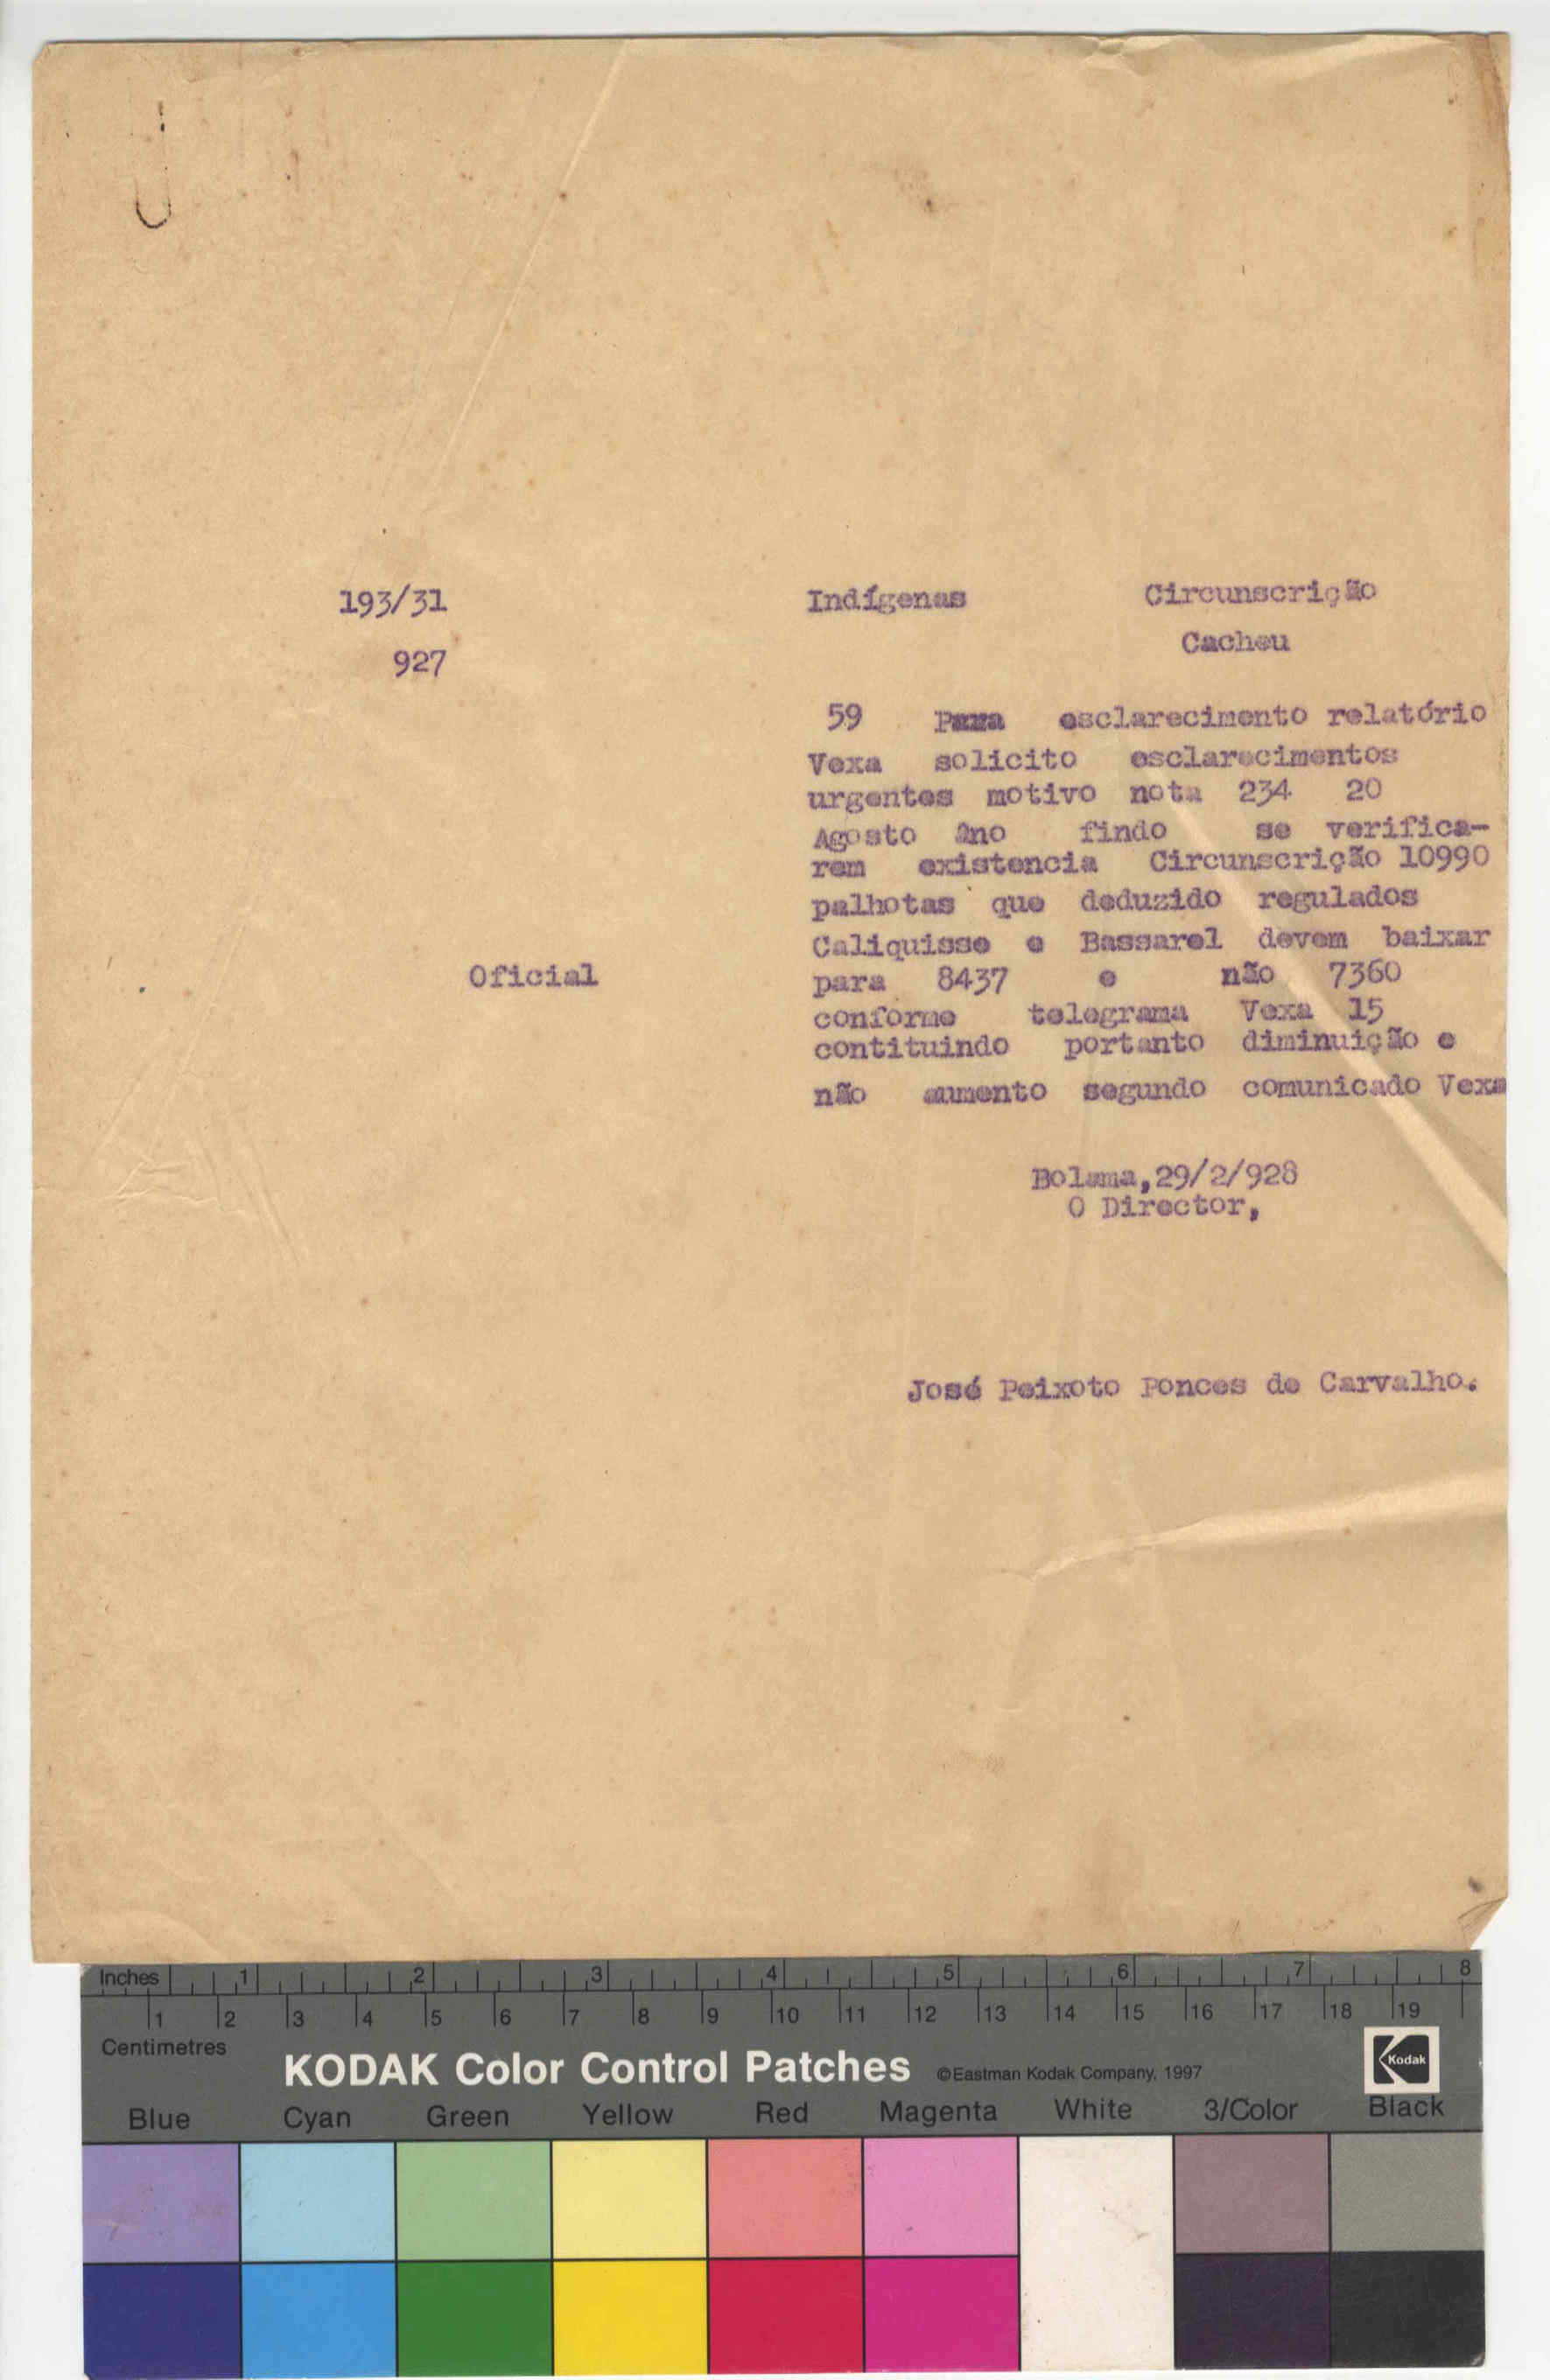 193/31
927
Indígenas Circunscrição
Cacheu
59 Para esclarecimento relatório
Vexa solicito esclarecimentos
urgentes motivo nota 234 20
Agosto ano findo se verifica-
rem existencia Circunscrição 10990
palhotas que deduzido regulados
Caliquisse e Bassarel devem baixar
Oficial
para 8437 e não 7360
conforme telegrama Vexa 15
contituindo portanto diminuição e
não aumento segundo comunicado Vexa
Bolama,29/2/928
O Director,
José Peixoto Ponces de Carvalho.
Inches 1 2 3 4 5 6 7 8
1 2 3 4 5 6 7 8 9 10 11 12 13 14 15 16 17 18 19
Centimetres
KODAK Color Control Patches ©Eastman Kodak Company, 1997 Kodak
Blue Cyan Green Yellow Red Magenta White 3/Color Black